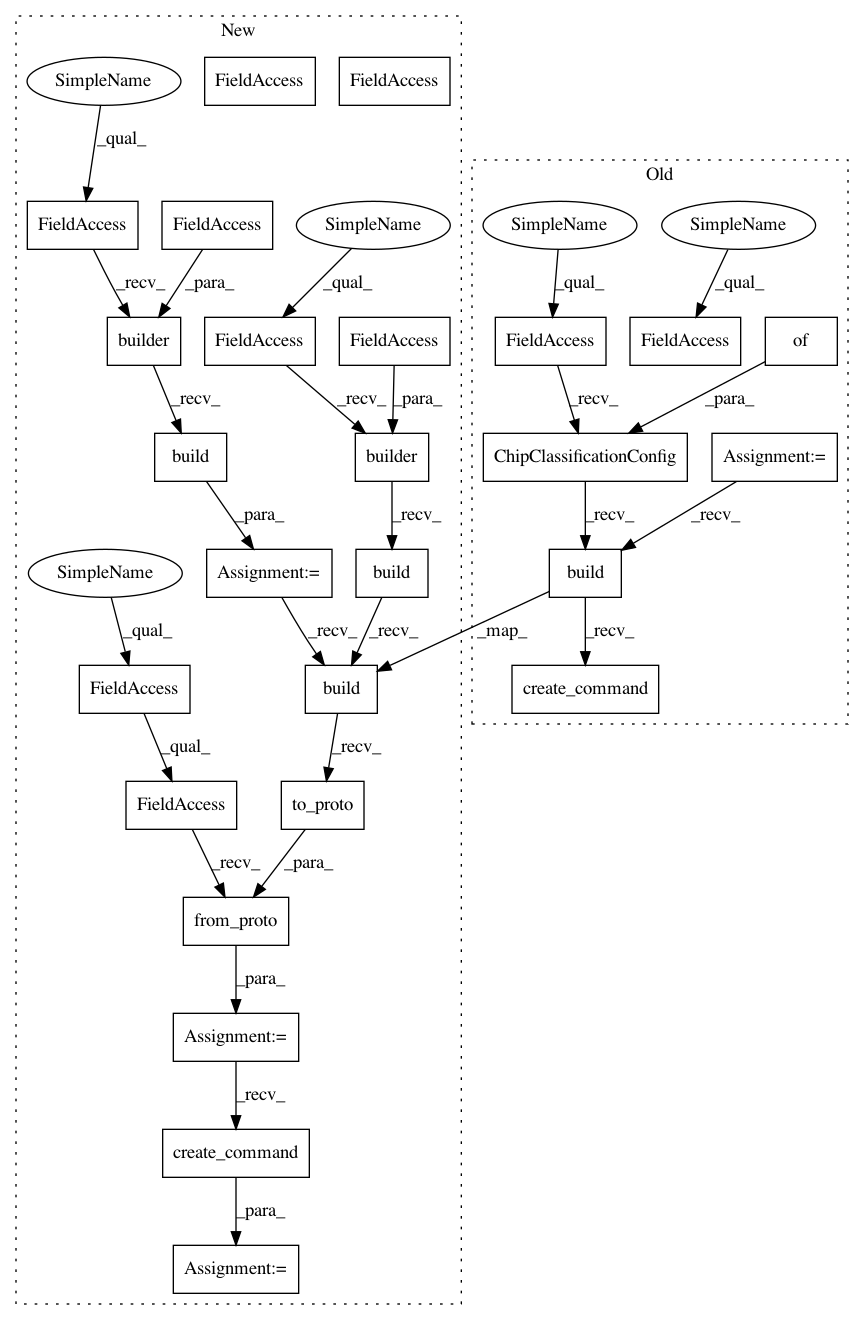 New
SimpleName
FieldAccess
FieldAccess
_qual_
Old
FieldAccess
FieldAccess
SimpleName
SimpleName
SimpleName
_recv_
_para_
_qual_
_qual_
_qual_
builder
FieldAccess
FieldAccess
FieldAccess
FieldAccess
of
_recv_
_recv_
_para_
_recv_
_para_
build
builder
ChipClassificationConfig
Assignment:=
_para_
_recv_
_recv_
_recv_
SimpleName
Assignment:=
build
build
_qual_
_recv_
_recv_
_map_
_recv_
FieldAccess
build
create_command
_qual_
_recv_
FieldAccess
to_proto
_recv_
_para_
from_proto
_para_
Assignment:=
_recv_
create_command
_para_
Assignment:=